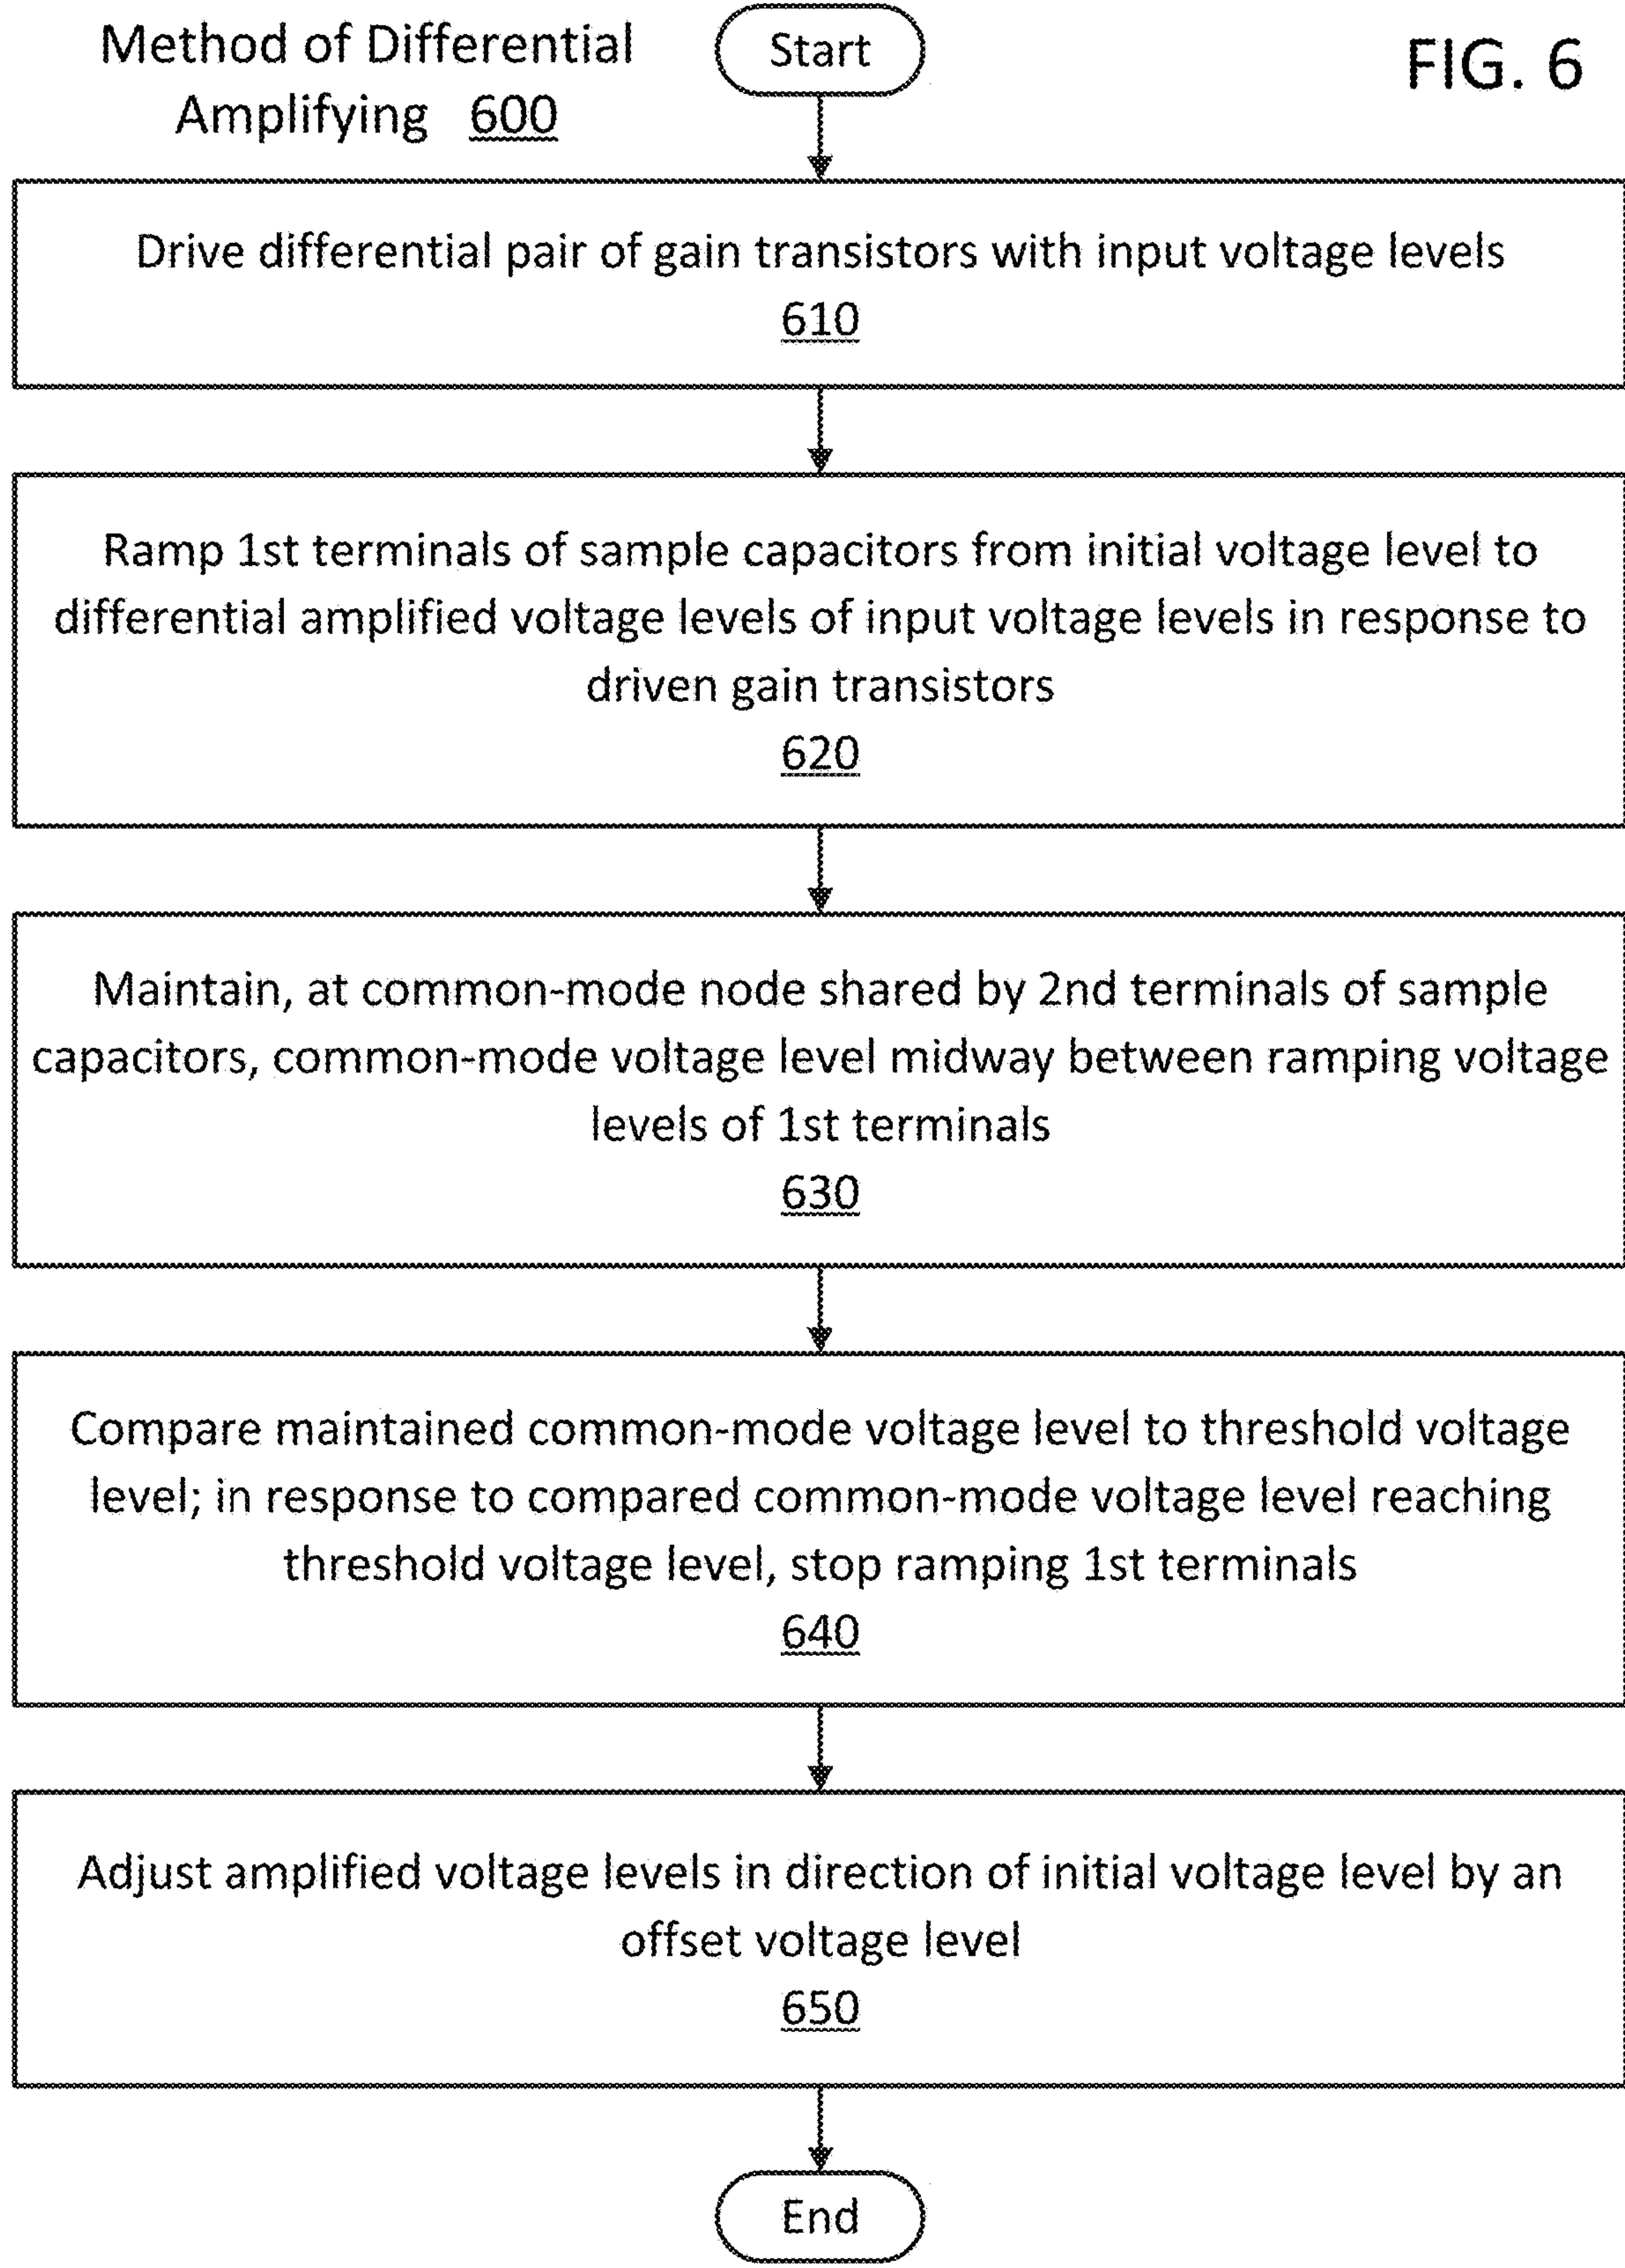 Method of Differential
Amplifying 600
Start
FIG. 6
Drive differential pair of gain transistors with input voltage levels
610
Ramp 1st terminals of sample capacitors from initial voltage level to
differential amplified voltage levels of input voltage levels in response to
driven gain transistors
620
Maintain, at common-mode node shared by 2nd terminals of sample
capacitors, common-mode voltage level midway between ramping voltage
levels of 1st terminals
630
Compare maintained common-mode voltage level to threshold voltage
level; in response to compared common-mode voltage level reaching
threshold voltage level, stop ramping 1st terminals
640
Adjust amplified voltage levels in direction of initial voltage level by an
offset voltage level
650
End